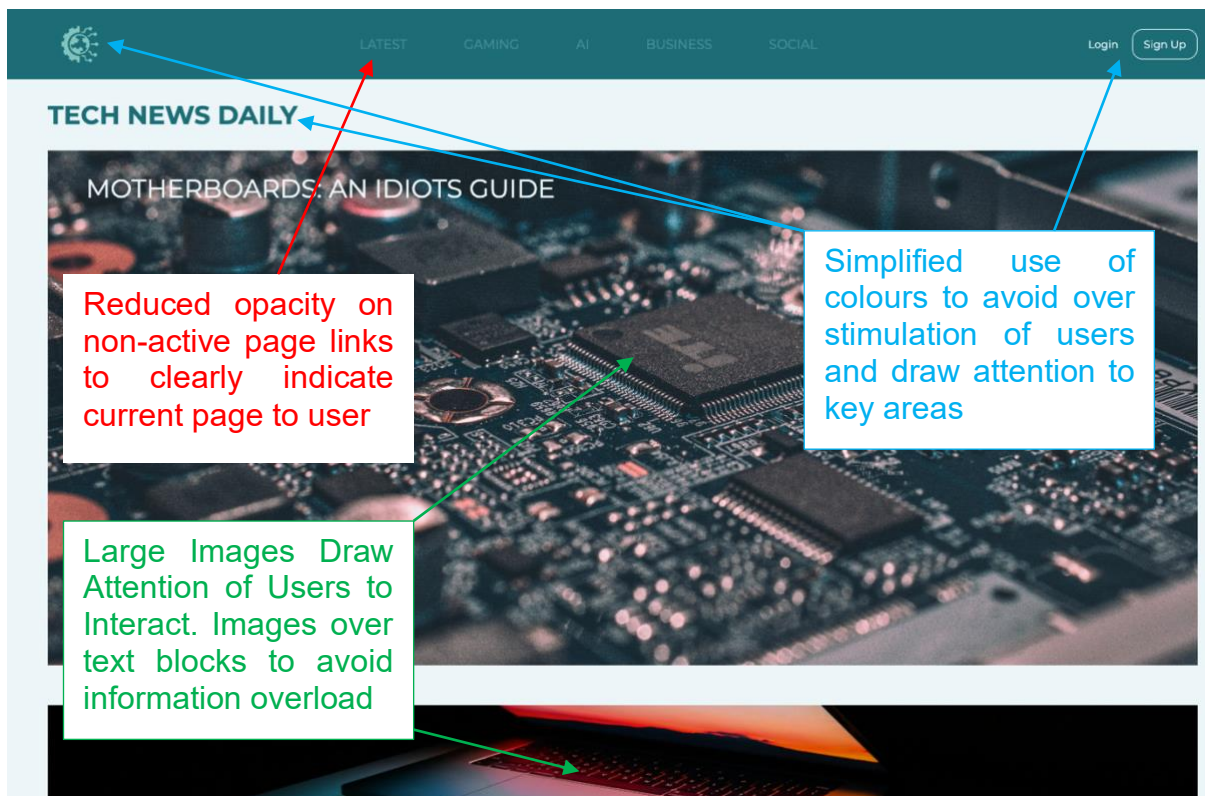 LATEST GAMING AI BUSINESS SOCIAL Login Sign Up
TECH NEWS DAILY
MOTHERBOARDS: AN IDIOTS GUIDE
Simplified use of
colours to avoid over
stimulation of users
and draw attention to
key areas
Reduced opacity on
non-active page links
to clearly indicate
current page to user
Large Images Draw
Attention of Users to
Interact. Images over
text blocks to avoid
information overload